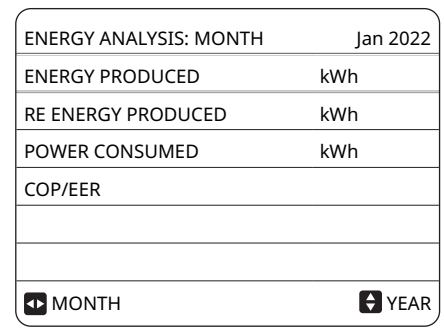 ENERGY ANALYSIS: MONTH Jan 2022
ENERGY PRODUCED kWh
RE ENERGY PRODUCED kWh
POWER CONSUMED kWh
COP/EER
MONTH YEAR